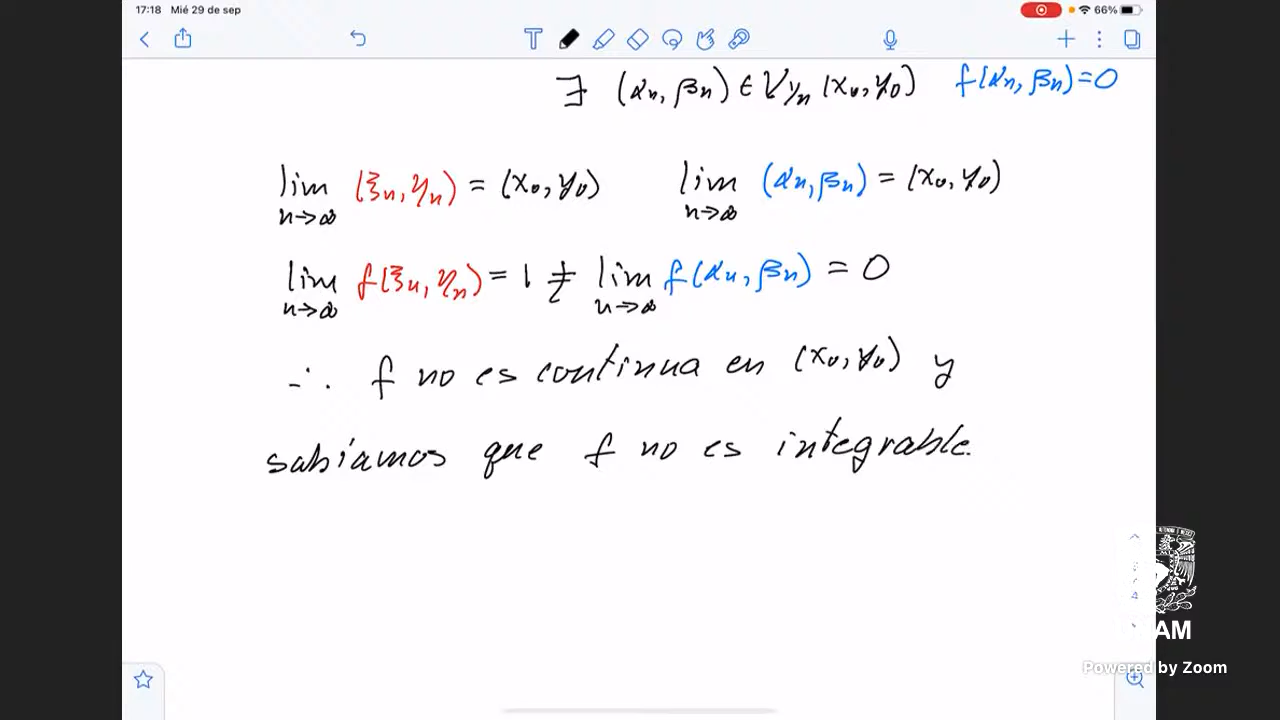 17:18 Mié 29 de sep 66%
∃ (αn, βn) ∈ V1/n (x0, y0) f(αn, βn) = 0
lim n→∞ (ξn, ηn) = (x0, y0) lim n→∞ (αn, βn) = (x0, y0)
lim n→∞ f(ξn, ηn) = 1 ≠ lim n→∞ f(αn, βn) = 0
∴ f no es continua en (x0, y0) y
sabíamos que f no es integrable.
Powered by Zoom